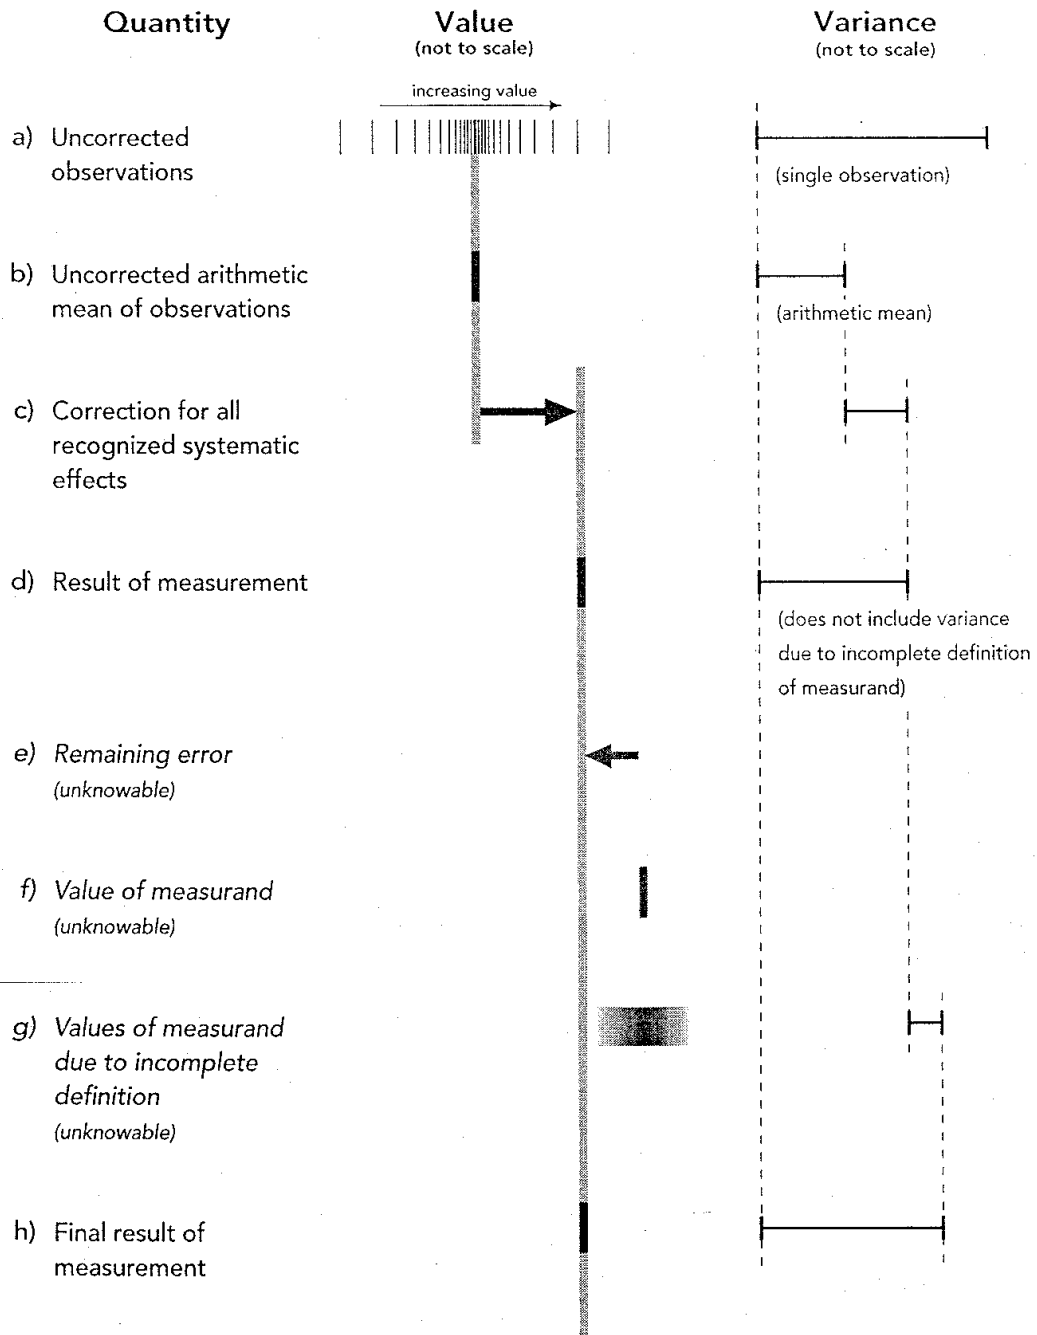 Quantity
Value
(not to scale)
Variance
(not to scale)
increasing value
a) Uncorrected
observations
(single observation)
b) Uncorrected arithmetic
mean of observations
(arithmetic mean)
c) Correction for all
recognized systematic
effects
d) Result of measurement
(does not include variance
due to incomplete definition
of measurand)
e) Remaining error
(unknowable)
f) Value of measurand
(unknowable)
g) Values of measurand
due to incomplete
definition
(unknowable)
h) Final result of
measurement